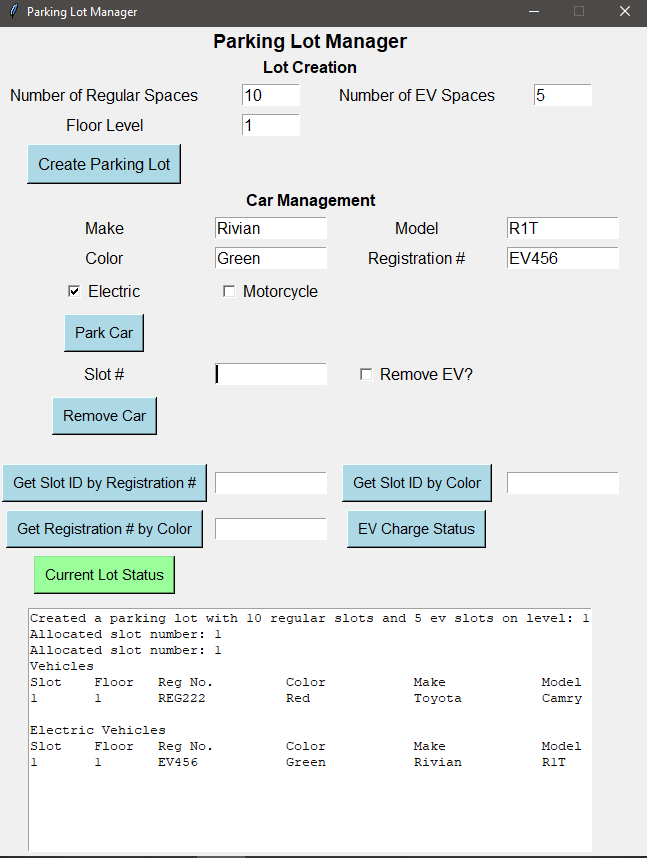 Parking Lot Manager
Parking Lot Manager
Lot Creation
Number of Regular Spaces 10 Number of EV Spaces 5
Floor Level 1
Create Parking Lot
Car Management
Make Rivian Model R1T
Color Green Registration # EV456
Electric Motorcycle
Park Car
Slot # Remove EV?
Remove Car
Get Slot ID by Registration # Get Slot ID by Color
Get Registration # by Color EV Charge Status
Current Lot Status
Created a parking lot with 10 regular slots and 5 ev slots on level: 1
Allocated slot number: 1
Allocated slot number: 1
Vehicles
Slot Floor Reg No. Color Make Model
1 1 REG222 Red Toyota Camry
Electric Vehicles
Slot Floor Reg No. Color Make Model
1 1 EV456 Green Rivian R1T